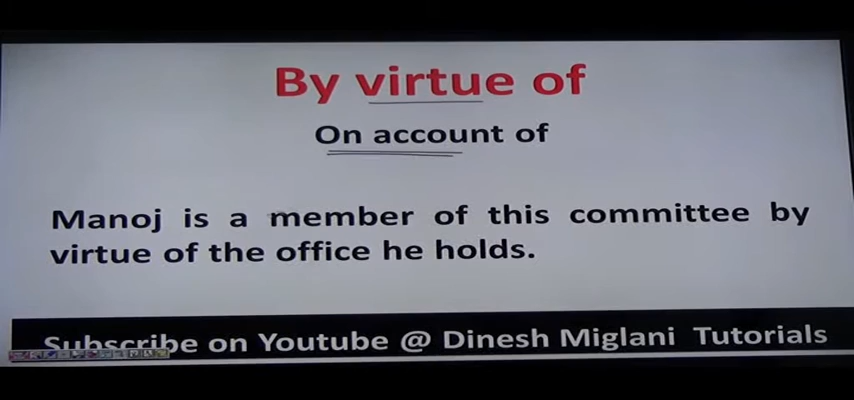 By virtue of
On account of
Manoj is a member of this committee by
virtue of the office he holds.
Subscribe on Youtube @ Dinesh Miglani Tutorials